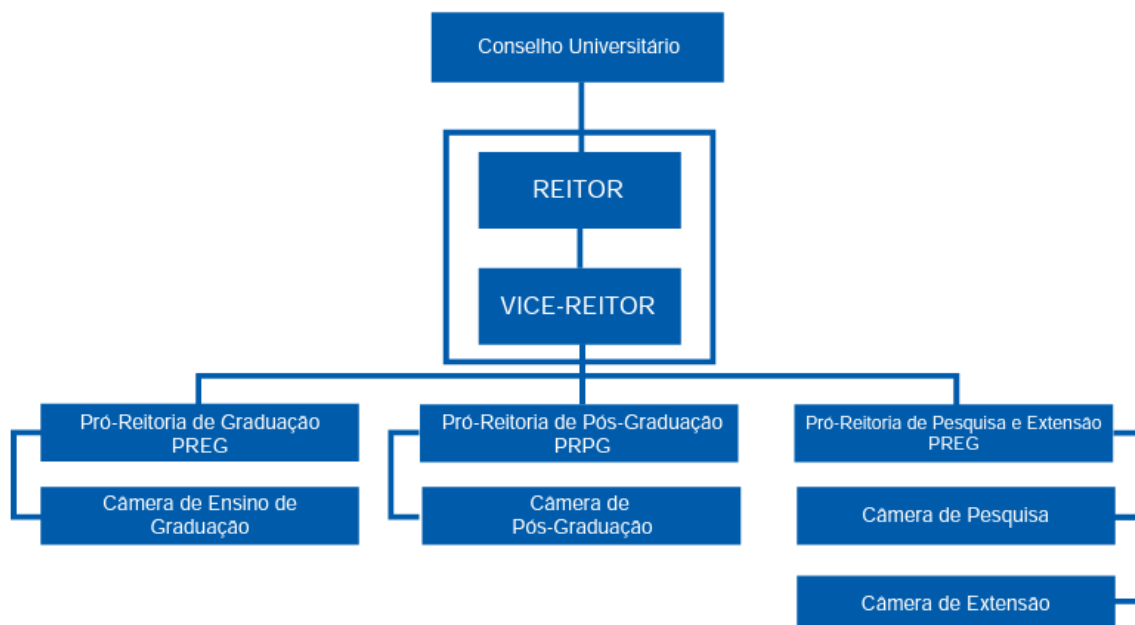 Conselho Universitário
REITOR
VICE-REITOR
Pró-Reitoria de Graduação
PREG
Pró-Reitoria de Pós-Graduação
PRPG
Pró-Reitoria de Pesquisa e Extensão
PREG
Câmera de Ensino de
Graduação
Câmera de
Pós-Graduação
Câmera de Pesquisa
Câmera de Extensão